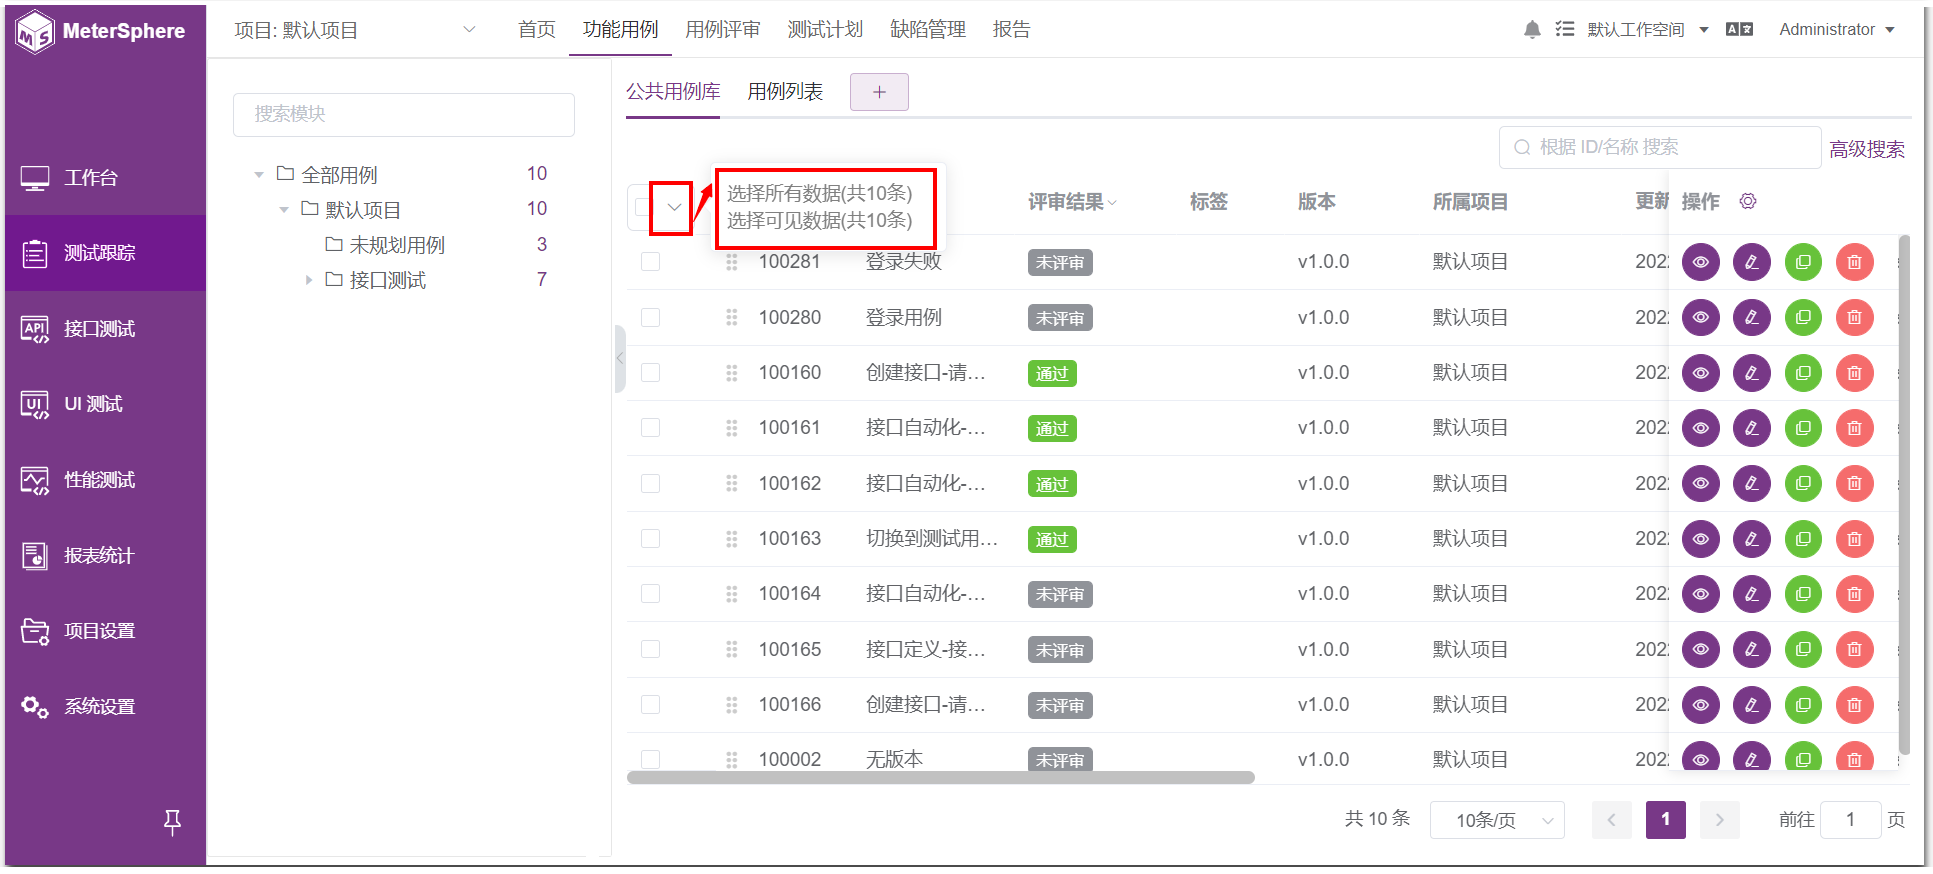 MeterSphere
项目: 默认项目
首页
功能用例
用例评审
测试计划
缺陷管理
报告
默认工作空间
Administrator
工作台
测试跟踪
接口测试
UI 测试
性能测试
报表统计
项目设置
系统设置
搜索模块
全部用例 10
默认项目 10
未规划用例 3
接口测试 7
公共用例库 用例列表 +
根据 ID/名称 搜索
高级搜索
选择所有数据(共10条)
选择可见数据(共10条)
评审结果 标签 版本 所属项目 更新 操作
100281 登录失败 未评审 v1.0.0 默认项目 202
100280 登录用例 未评审 v1.0.0 默认项目 202
100160 创建接口-请... 通过 v1.0.0 默认项目 202
100161 接口自动化-... 通过 v1.0.0 默认项目 202
100162 接口自动化-... 通过 v1.0.0 默认项目 202
100163 切换到测试用... 通过 v1.0.0 默认项目 202
100164 接口自动化-... 未评审 v1.0.0 默认项目 202
100165 接口定义-接... 未评审 v1.0.0 默认项目 202
100166 创建接口-请... 未评审 v1.0.0 默认项目 202
100002 无版本 未评审 v1.0.0 默认项目 202
共 10 条 10条/页 1 前往 1 页